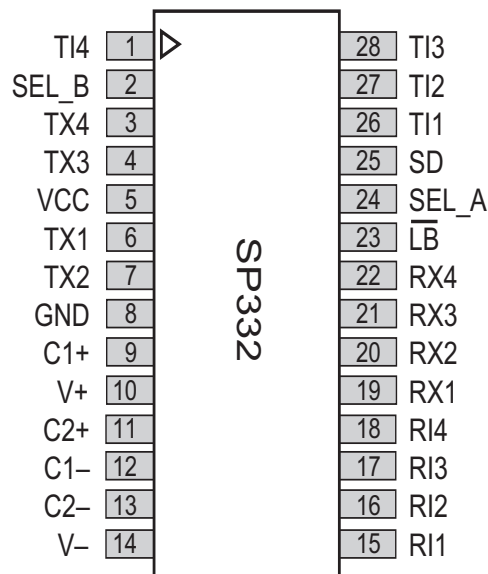 TI4 1 28 TI3
SEL_B 2 27 TI2
TX4 3 26 TI1
TX3 4 25 SD
VCC 5 24 SEL_A
TX1 6 23 L̅B̅
TX2 7 22 RX4
GND 8 21 RX3
C1+ 9 20 RX2
V+ 10 19 RX1
C2+ 11 18 RI4
C1– 12 17 RI3
C2– 13 16 RI2
V– 14 15 RI1
SP332